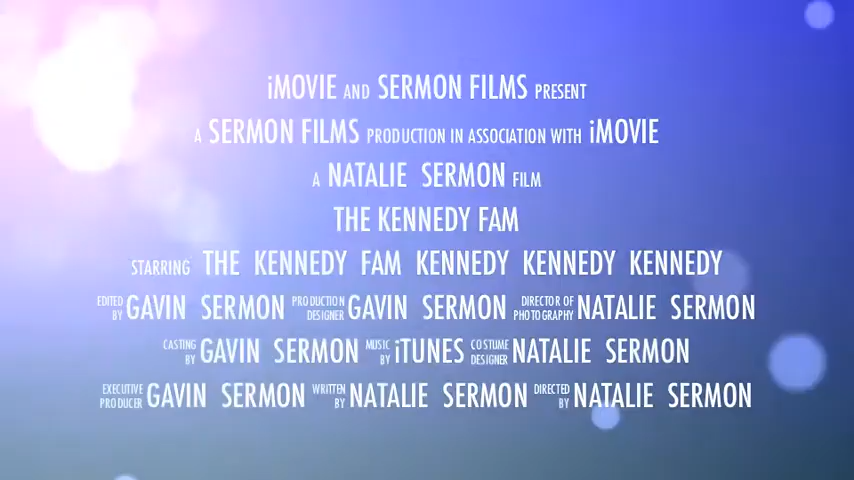 iMOVIE AND SERMON FILMS PRESENT
A SERMON FILMS PRODUCTION IN ASSOCIATION WITH iMOVIE
A NATALIE SERMON FILM
THE KENNEDY FAM
STARRING THE KENNEDY FAM KENNEDY KENNEDY KENNEDY
EDITED BY GAVIN SERMON PRODUCTION DESIGNER GAVIN SERMON DIRECTOR OF PHOTOGRAPHY NATALIE SERMON
CASTING BY GAVIN SERMON MUSIC BY iTUNES COSTUME DESIGNER NATALIE SERMON
EXECUTIVE PRODUCER GAVIN SERMON WRITTEN BY NATALIE SERMON DIRECTED BY NATALIE SERMON